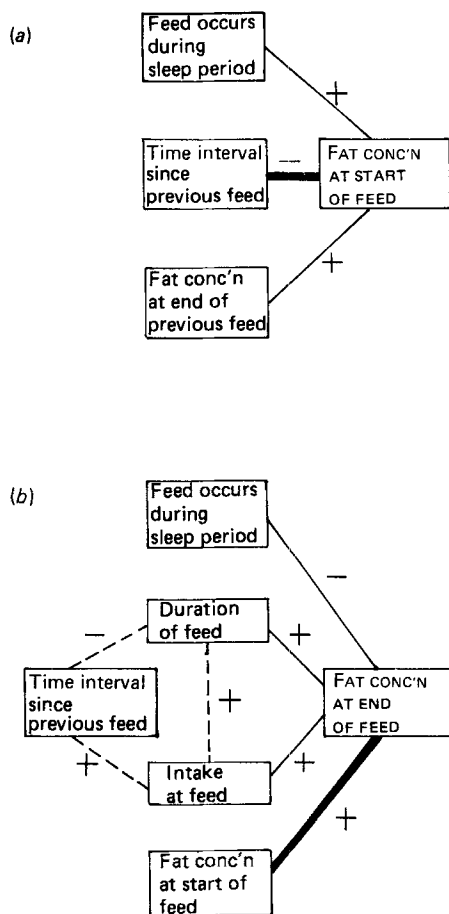 (a)
Feed occurs
during
sleep period
+
Time interval
since
previous feed
—
FAT CONC'N
AT START
OF FEED
+
Fat conc'n
at end of
previous feed
(b)
Feed occurs
during
sleep period
—
Duration
of feed
—
+
Time interval
since
previous feed
+
FAT CONC'N
AT END
OF FEED
+
+
Intake
at feed
+
Fat conc'n
at start of
feed